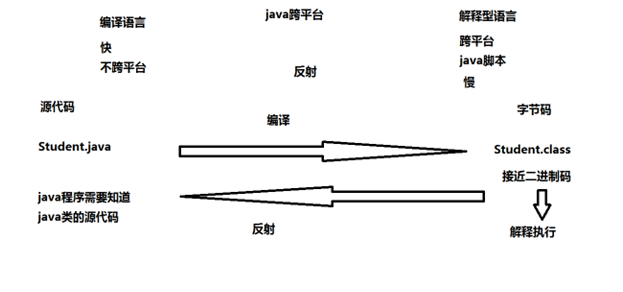 编译语言
java跨平台
解释型语言
快
跨平台
不跨平台
反射
java脚本
慢
源代码
编译
字节码
Student.java
Student.class
接近二进制码
java程序需要知道
java类的源代码
反射
解释执行